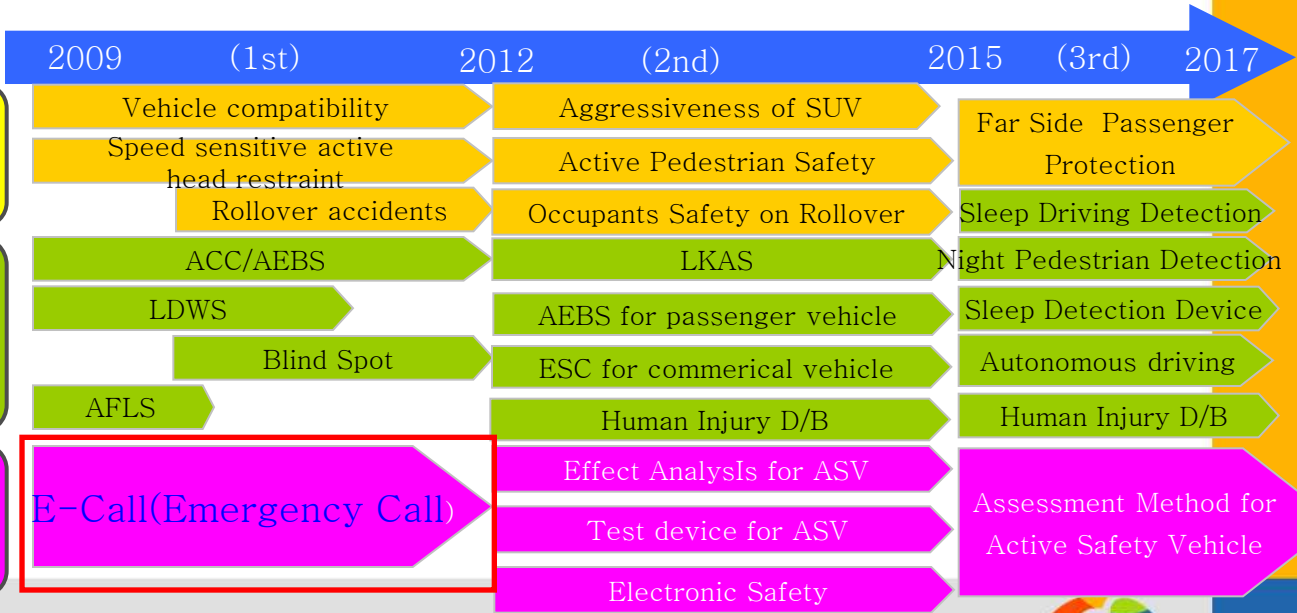 2009 (1st) 2012 (2nd) 2015 (3rd) 2017
Vehicle compatibility
Aggressiveness of SUV
Far Side Passenger
Protection
Speed sensitive active
head restraint
Active Pedestrian Safety
Rollover accidents
Occupants Safety on Rollover
Sleep Driving Detection
ACC/AEBS
LKAS
Night Pedestrian Detection
LDWS
AEBS for passenger vehicle
Sleep Detection Device
Blind Spot
ESC for commerical vehicle
Autonomous driving
AFLS
Human Injury D/B
Human Injury D/B
E-Call(Emergency Call)
Effect AnalysIs for ASV
Test device for ASV
Electronic Safety
Assessment Method for
Active Safety Vehicle